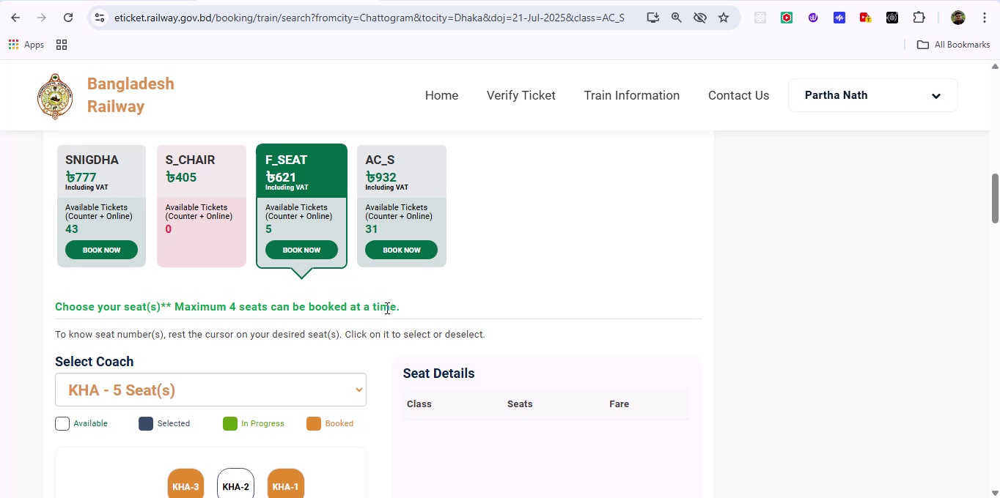 eticket.railway.gov.bd/booking/train/search?fromcity=Chattogram&tocity=Dhaka&doj=21-Jul-2025&class=AC_S
Apps
All Bookmarks
Bangladesh
Railway
Home
Verify Ticket
Train Information
Contact Us
Partha Nath
SNIGDHA
৳777
Including VAT
Available Tickets
(Counter + Online)
43
BOOK NOW
S_CHAIR
৳405
Available Tickets
(Counter + Online)
0
F_SEAT
৳621
Including VAT
Available Tickets
(Counter + Online)
5
BOOK NOW
AC_S
৳932
Including VAT
Available Tickets
(Counter + Online)
31
BOOK NOW
Choose your seat(s)** Maximum 4 seats can be booked at a time.
To know seat number(s), rest the cursor on your desired seat(s). Click on it to select or deselect.
Select Coach
KHA - 5 Seat(s)
Available
Selected
In Progress
Booked
KHA-3
KHA-2
KHA-1
Seat Details
Class
Seats
Fare